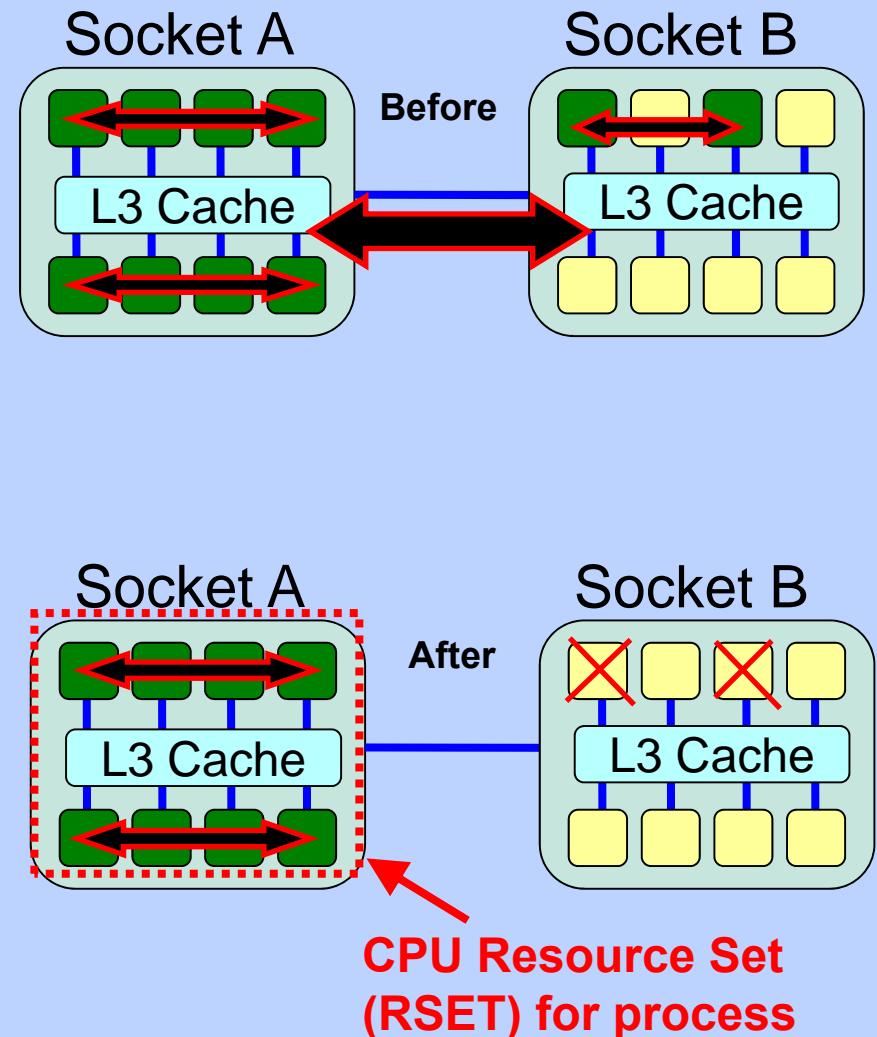 Socket A
Socket B
Before
L3 Cache
L3 Cache
Socket A
Socket B
After
L3 Cache
L3 Cache
CPU Resource Set
(RSET) for process